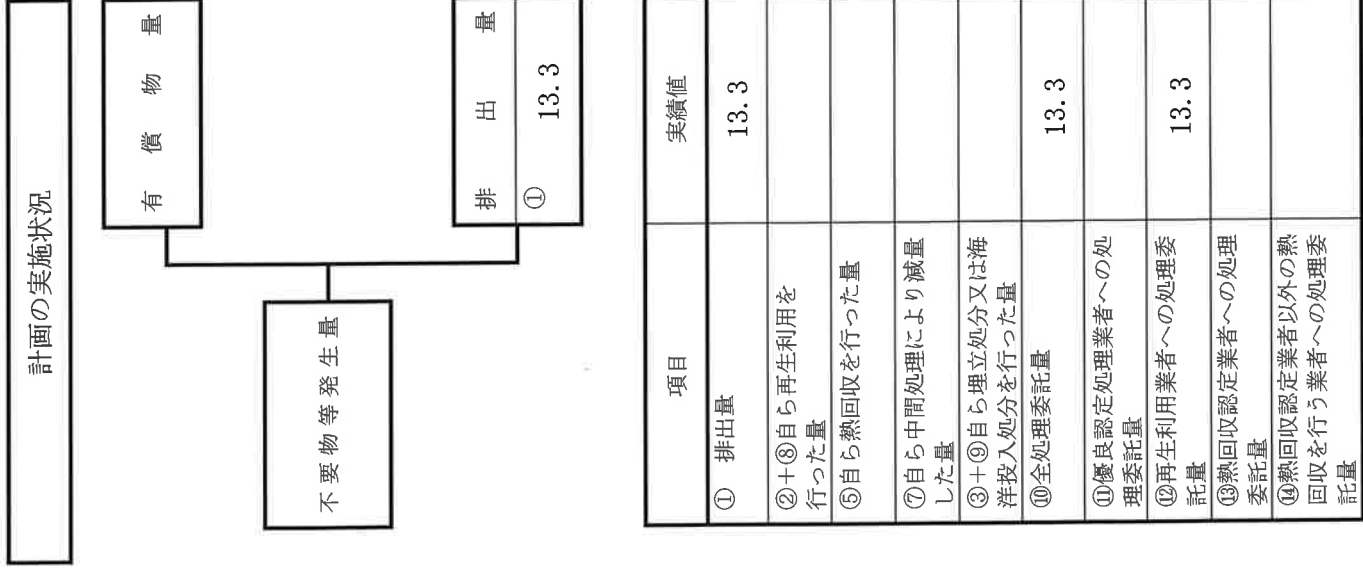 計画の実施状況
有償物量
不要物等発生量
排出量
①
13.3
項目 実績値
① 排出量 13.3
②+⑧自ら再生利用を
行った量
⑤自ら熱回収を行った量
⑦自ら中間処理により減量
した量
③+⑨自ら埋立処分又は海
洋投入処分を行った量
⑩全処理委託量 13.3
⑪優良認定処理業者への処
理委託量
⑫再生利用業者への処理委
託量 13.3
⑬熱回収認定業者への処理
委託量
⑭熱回収認定業者以外の熱
回収を行う業者への処理委
託量